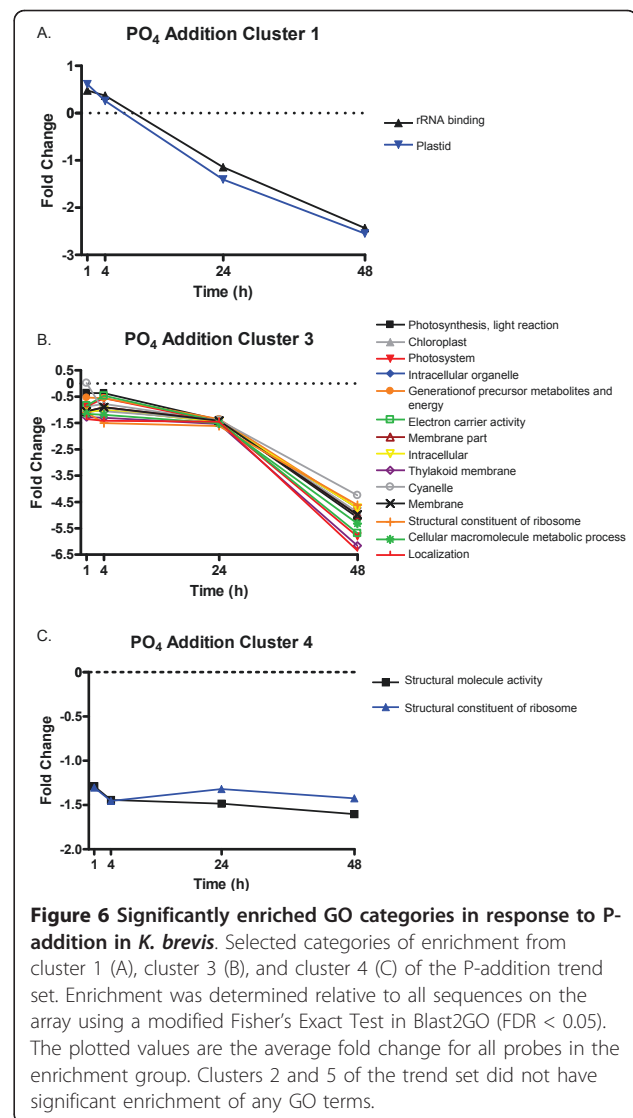 A.
PO4 Addition Cluster 1
1
0
-1
-2
-3
Fold Change
1 4 24 48
Time (h)
rRNA binding
Plastid
B.
PO4 Addition Cluster 3
0.5
-0
-0.5
-1.5
-2.5
-3.5
-4.5
-5.5
-6.5
Fold Change
1 4 24 48
Time (h)
Photosynthesis, light reaction
Chloroplast
Photosystem
Intracellular organelle
Generationof precursor metabolites and
energy
Electron carrier activity
Membrane part
Intracellular
Thylakoid membrane
Cyanelle
Membrane
Structural constituent of ribosome
Cellular macromolecule metabolic process
Localization
C.
PO4 Addition Cluster 4
0
-0.5
-1.0
-1.5
-2.0
Fold Change
1 4 24 48
Time (h)
Structural molecule activity
Structural constituent of ribosome
Figure 6 Significantly enriched GO categories in response to P-
addition in K. brevis. Selected categories of enrichment from
cluster 1 (A), cluster 3 (B), and cluster 4 (C) of the P-addition trend
set. Enrichment was determined relative to all sequences on the
array using a modified Fisher's Exact Test in Blast2GO (FDR < 0.05).
The plotted values are the average fold change for all probes in the
enrichment group. Clusters 2 and 5 of the trend set did not have
significant enrichment of any GO terms.